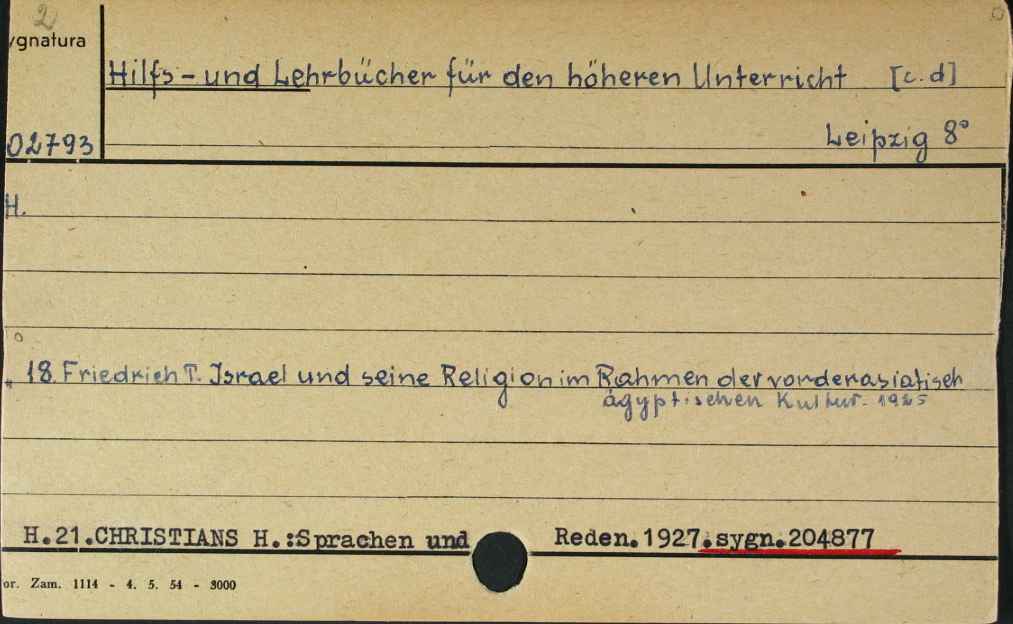 2
ygnatura
Hilfs- und Lehrbücher für den höheren Unterricht [c.d]
02793
Leipzig 8°
H.
18. Friedrich T. Israel und seine Religion im Rahmen der vorderasiatisch
ägyptischen Kultur. 1925
H.21.CHRISTIANS H.:Sprachen und Reden.1927.sygn.204877
or. Zam. 1114 - 4. 5. 54 - 3000